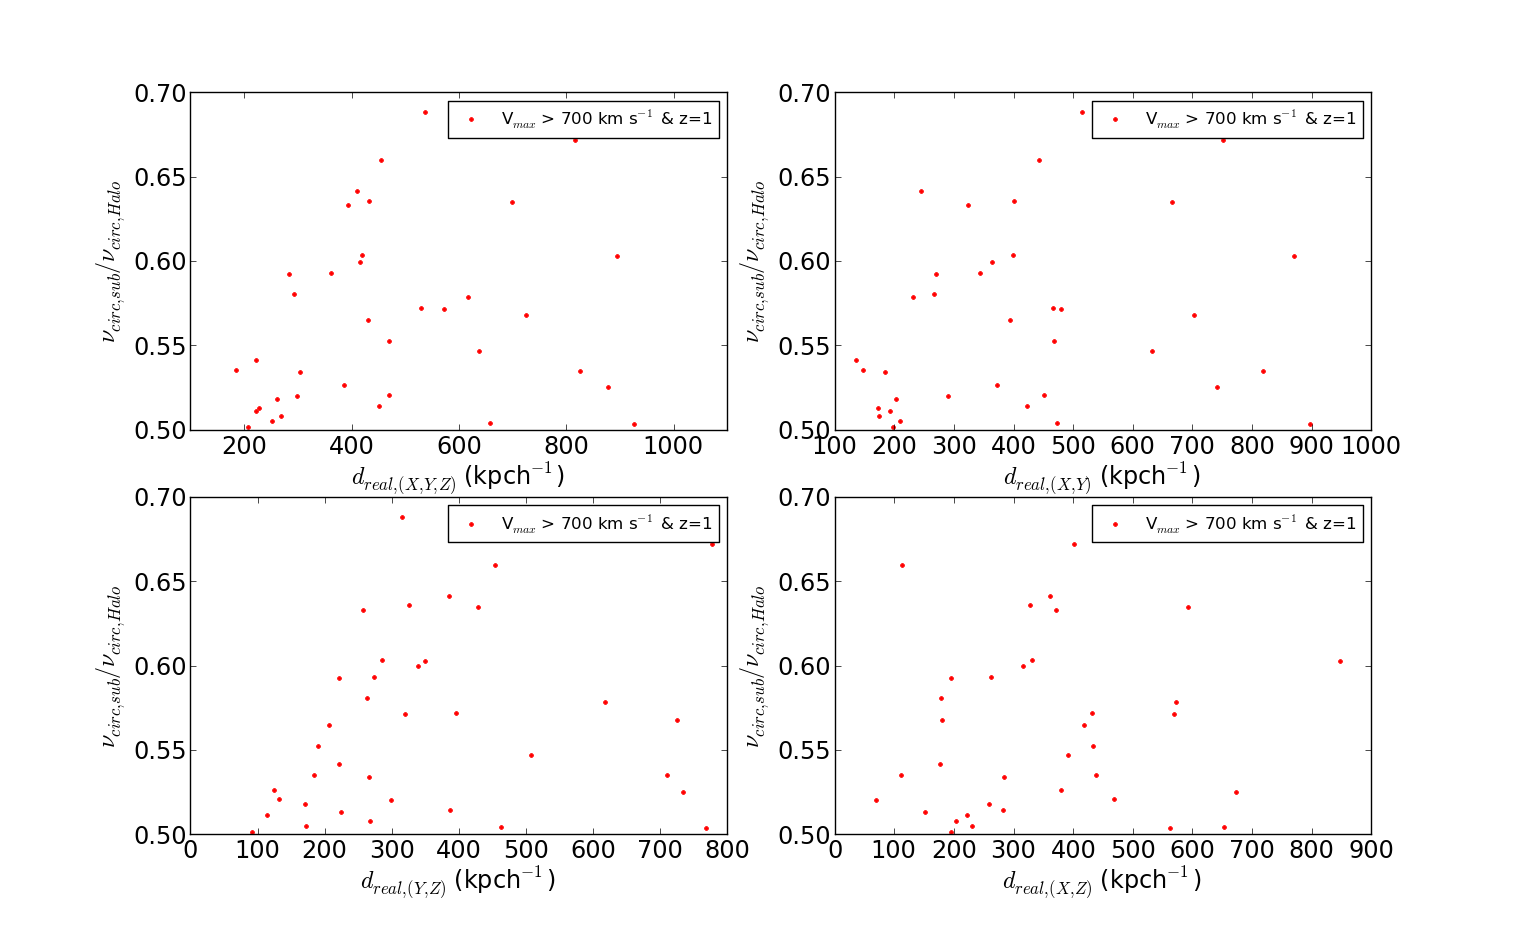 0.70
0.65
0.60
0.55
0.50
ν_{circ,sub}/ν_{circ,Halo}
V_{max} > 700 km s^{−1} & z=1
200 400 600 800 1000
d_{real,(X,Y,Z)} (kpch^{−1})
0.70
0.65
0.60
0.55
0.50
ν_{circ,sub}/ν_{circ,Halo}
V_{max} > 700 km s^{−1} & z=1
100 200 300 400 500 600 700 800 900 1000
d_{real,(X,Y)} (kpch^{−1})
0.70
0.65
0.60
0.55
0.50
ν_{circ,sub}/ν_{circ,Halo}
V_{max} > 700 km s^{−1} & z=1
0 100 200 300 400 500 600 700 800
d_{real,(Y,Z)} (kpch^{−1})
0.70
0.65
0.60
0.55
0.50
ν_{circ,sub}/ν_{circ,Halo}
V_{max} > 700 km s^{−1} & z=1
0 100 200 300 400 500 600 700 800 900
d_{real,(X,Z)} (kpch^{−1})